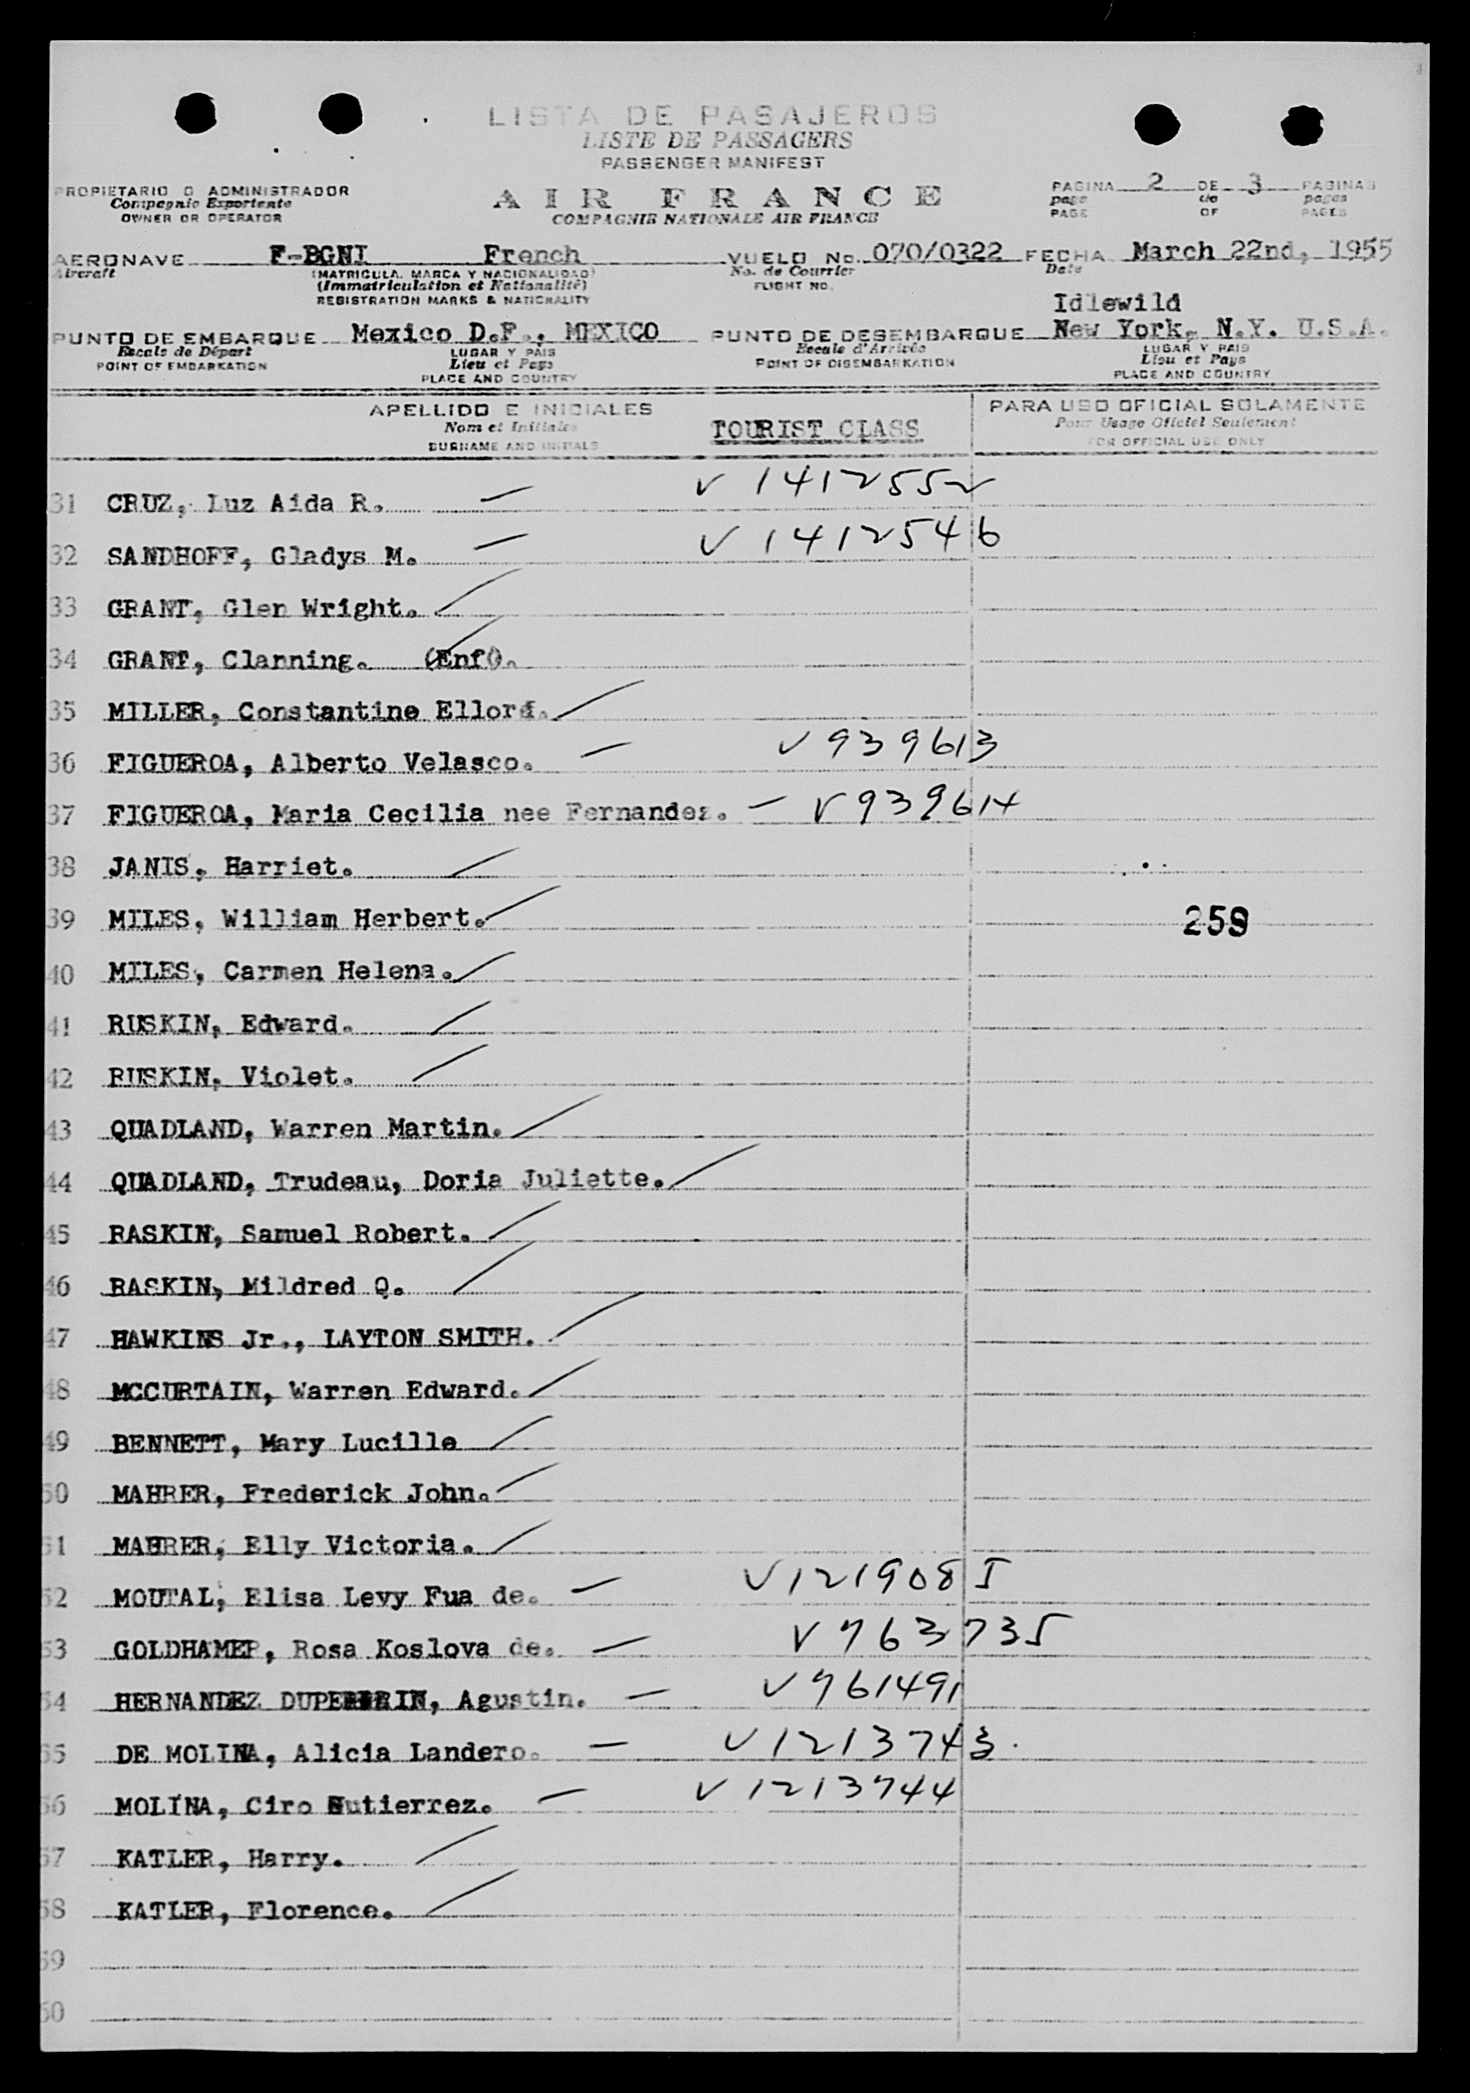 LISTA DE PASAJEROS
LISTE DE PASSAGERS
PASSENGER MANIFEST
PROPIETARIO O ADMINISTRADOR
Compagnie Exportente
OWNER OR OPERATOR
AIR FRANCE
COMPAGNIE NATIONALE AIR FRANCE
PAGINA 2 DE 3 PAGINAS
page de pages
PAGE OF PAGES
AERONAVE F-BGNI French VUELO No. 070/0322 FECHA March 22nd, 1955
Aircraft (MATRICULA, MARCA Y NACIONALIDAD) No. de Courrier Date
(Immatriculation et Nationalité) FLIGHT NO.
REGISTRATION MARKS & NATIONALITY
Idlewild
PUNTO DE EMBARQUE Mexico D.F., MEXICO PUNTO DE DESEMBARQUE New York, N.Y. U.S.A.
Escale de Départ LUGAR Y PAIS Escale d'Arrivée LUGAR Y PAIS
POINT OF EMBARKATION Lieu et Pays POINT OF DISEMBARKATION Lieu et Pays
PLACE AND COUNTRY PLACE AND COUNTRY
APELLIDO E INICIALES TOURIST CLASS PARA USO OFICIAL SOLAMENTE
Nom et Initiales Pour Usage Officiel Seulement
SURNAME AND INITIALS FOR OFFICIAL USE ONLY
31 CRUZ, Luz Aida R. — V 1412552
32 SANDHOFF, Gladys M. — V 1412546
33 GRANT, Glen Wright.
34 GRANT, Clanning. (Enf).
35 MILLER, Constantine Ellord.
36 FIGUEROA, Alberto Velasco. — V 939613
37 FIGUEROA, Maria Cecilia nee Fernandez. — V 939614
38 JANIS, Harriet.
39 MILES, William Herbert. 259
40 MILES, Carmen Helena.
41 RUSKIN, Edward.
42 RUSKIN, Violet.
43 QUADLAND, Warren Martin.
44 QUADLAND, Trudeau, Doria Juliette.
45 RASKIN, Samuel Robert.
46 RASKIN, Mildred Q.
47 HAWKINS Jr., LAYTON SMITH.
48 MCCURTAIN, Warren Edward.
49 BENNETT, Mary Lucille
50 MAHRER, Frederick John.
51 MAHRER, Elly Victoria.
52 MOUTAL, Elisa Levy Fua de. — V 1219085
53 GOLDHAMER, Rosa Koslova de. — V 763735
54 HERNANDEZ DUPERRIN, Agustin. — V 761491
55 DE MOLINA, Alicia Landero. — V 1213743.
56 MOLINA, Ciro Gutierrez. — V 1213744
57 KATLER, Harry.
58 KATLER, Florence.
59
60